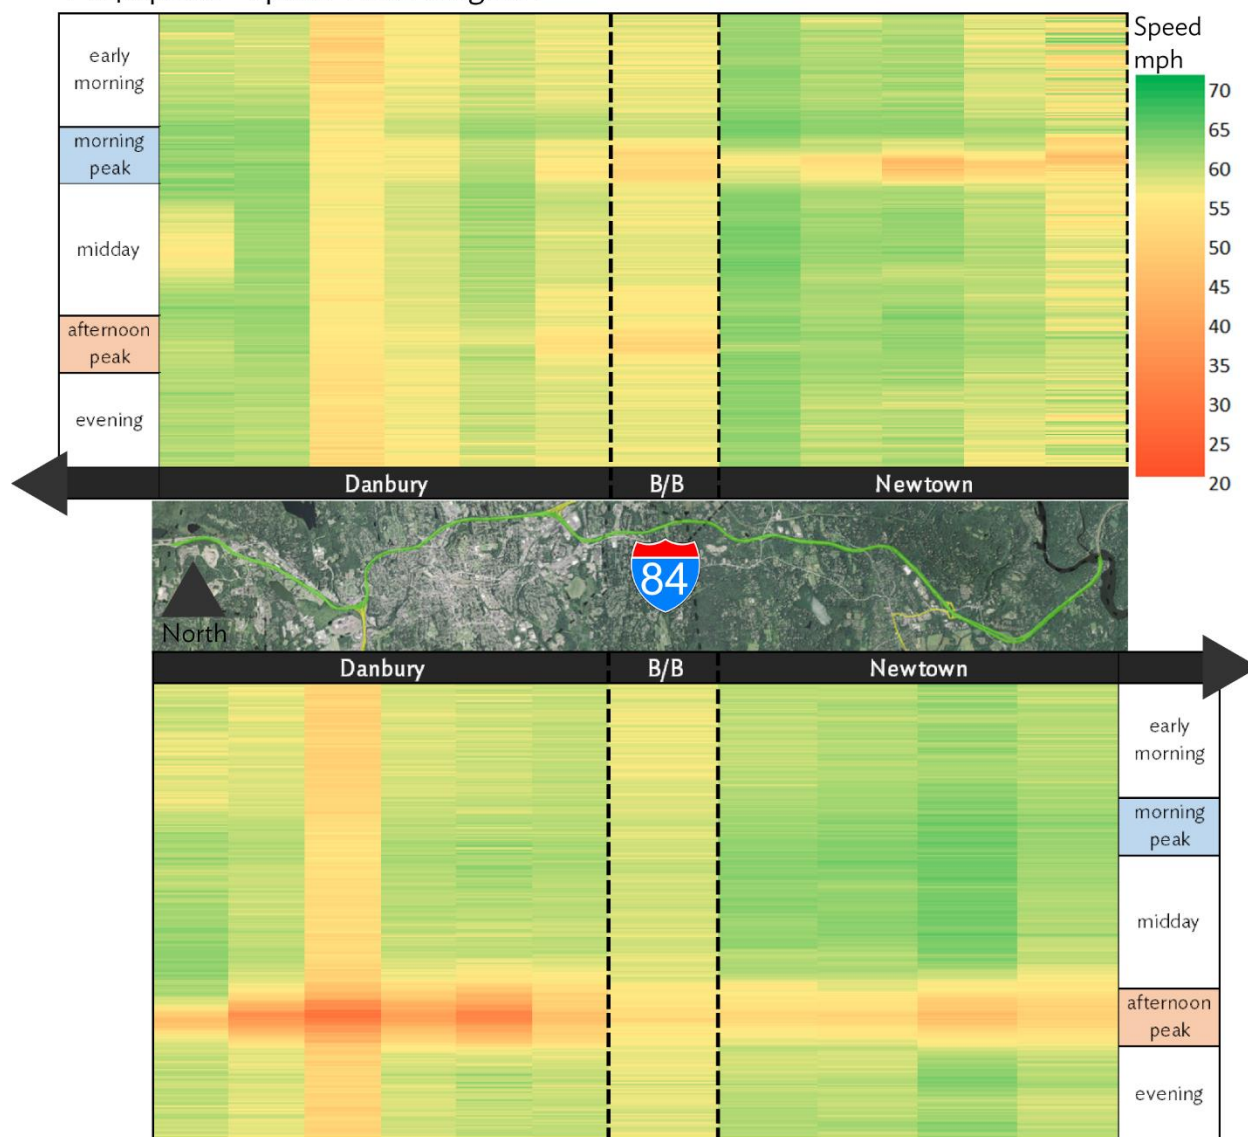 Speed
mph
early
morning
morning
peak
midday
afternoon
peak
evening
70
65
60
55
50
45
40
35
30
25
20
Danbury B/B Newtown
84
North
Danbury B/B Newtown
early
morning
morning
peak
midday
afternoon
peak
evening